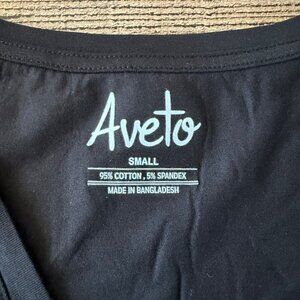 Aveto
SMALL
95% COTTON, 5% SPANDEX
MADE IN BANGLADESH